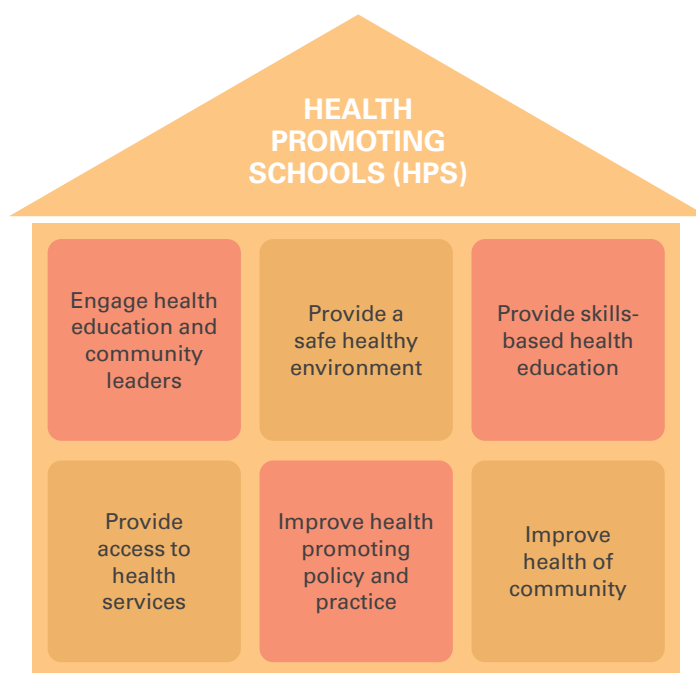 HEALTH
PROMOTING
SCHOOLS (HPS)
Engage health
education and
community
leaders
Provide a
safe healthy
environment
Provide skills-
based health
education
Provide
access to
health
services
Improve health
promoting
policy and
practice
Improve
health of
community